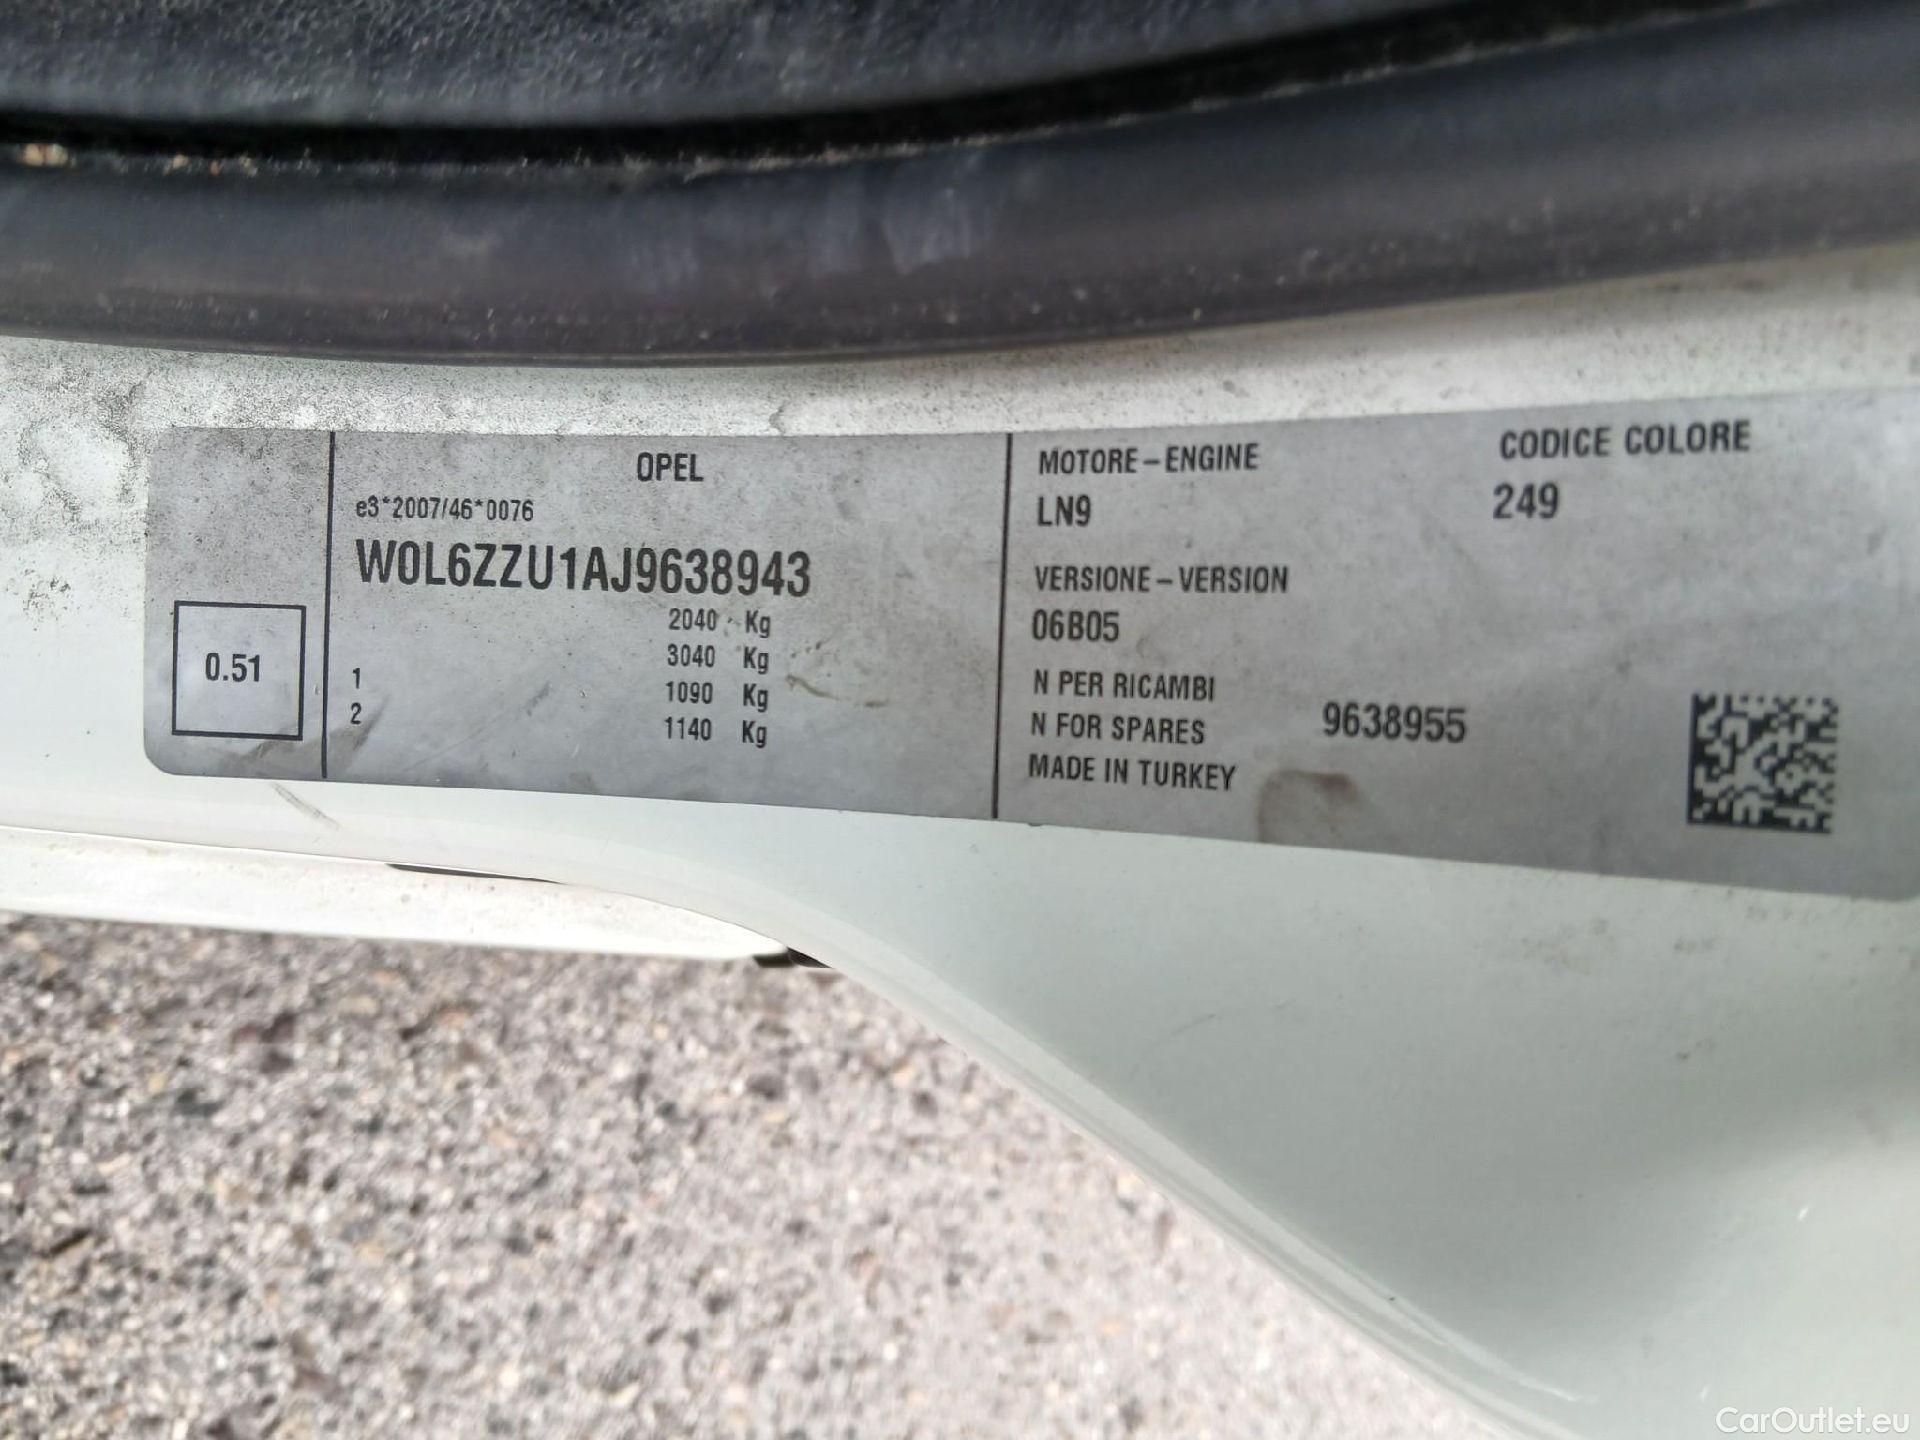 OPEL
e3*2007/46*0076
W0L6ZZU1AJ9638943
2040 Kg
3040 Kg
1 1090 Kg
2 1140 Kg
0.51
MOTORE-ENGINE
LN9
CODICE COLORE
249
VERSIONE-VERSION
06B05
N PER RICAMBI
N FOR SPARES 9638955
MADE IN TURKEY
CarOutlet.eu